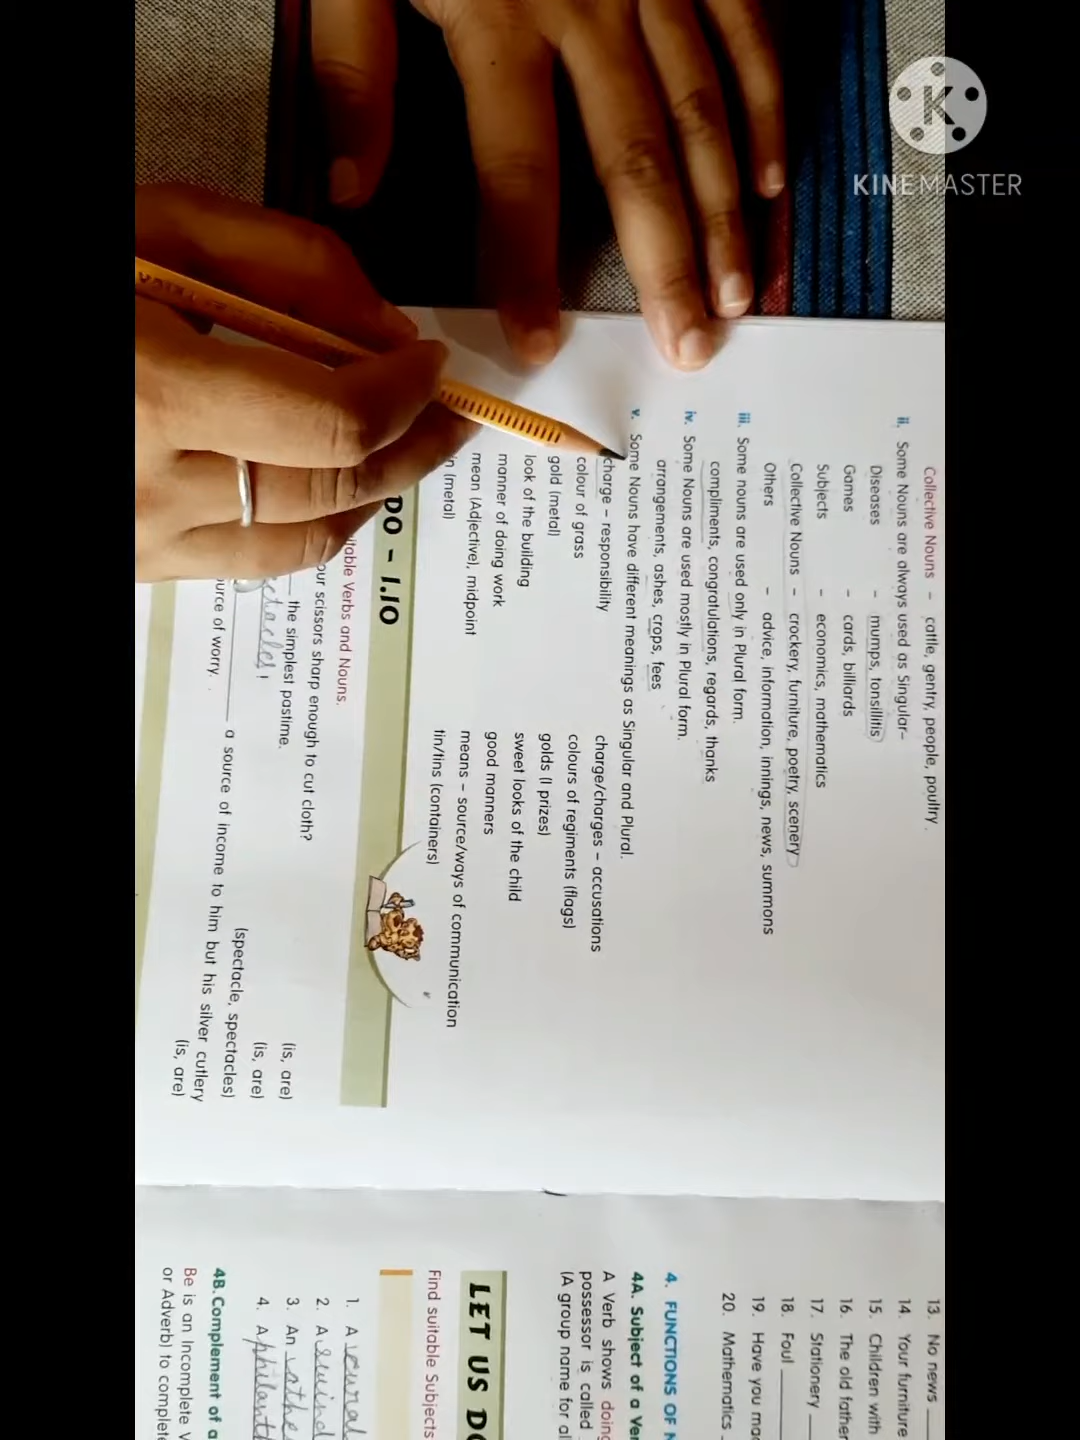 KINEMASTER
Collective Nouns – cattle, gentry, people, poultry
ii. Some Nouns are always used as Singular–
Diseases – mumps, tonsillitis
Games – cards, billiards
Subjects – economics, mathematics
Collective Nouns – crockery, furniture, poetry, scenery
Others – advice, information, innings, news, summons
iii. Some nouns are used only in Plural form.
compliments, congratulations, regards, thanks
iv. Some Nouns are used mostly in Plural form.
arrangements, ashes, crops, fees
v. Some Nouns have different meanings as Singular and Plural.
charge – responsibility charge/charges – accusations
colour of grass colours of regiments (flags)
gold (metal) golds (1 prizes)
look of the building sweet looks of the child
manner of doing work good manners
mean (Adjective), midpoint means – source/ways of communication
(metal) tin/tins (containers)
DO – 1.10
Verbs and Nouns.
scissors sharp enough to cut cloth? (is, are)
the simplest pastime. (is, are)
(spectacle, spectacles)
a source of income to him but his silver cutlery
of worry. (is, are)
13. No news
14. Your furniture
15. Children with
16. The old father
17. Stationery
18. Foul
19. Have you
20. Mathematics
4. FUNCTIONS OF
4A. Subject of a
A Verb shows doing
possessor is called
(A group name for
LET US DO
Find suitable Subjects
1. A
2. A
3. An
4. A
4B. Complement of a
Be is an Incomplete
or Adverb) to complete